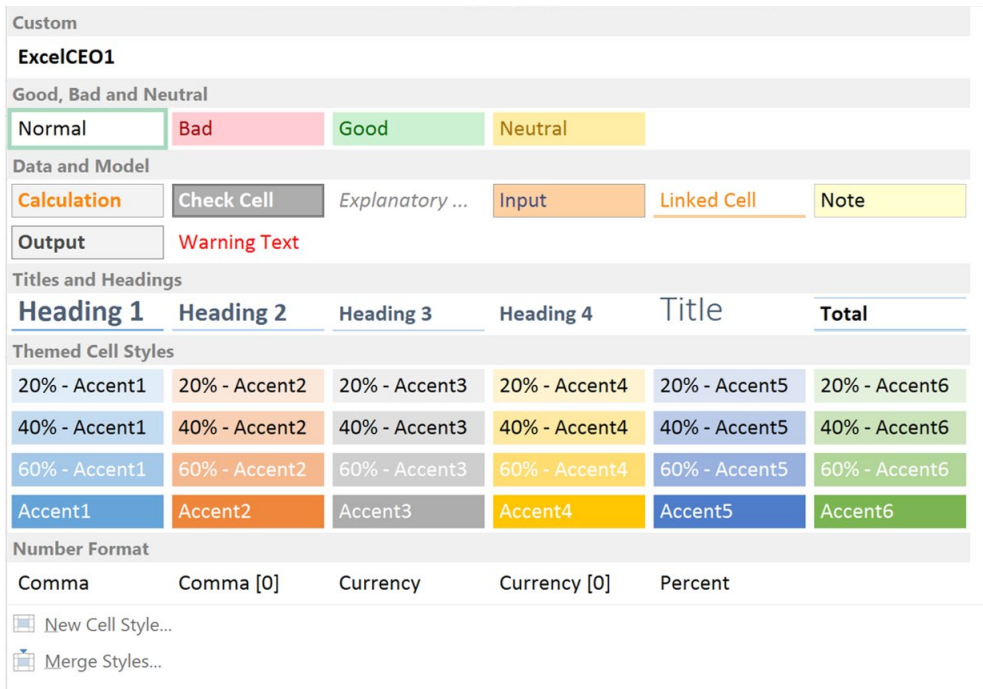 Custom
ExcelCEO1
Good, Bad and Neutral
Normal Bad Good Neutral
Data and Model
Calculation Check Cell Explanatory ... Input Linked Cell Note
Output Warning Text
Titles and Headings
Heading 1 Heading 2 Heading 3 Heading 4 Title Total
Themed Cell Styles
20% - Accent1 20% - Accent2 20% - Accent3 20% - Accent4 20% - Accent5 20% - Accent6
40% - Accent1 40% - Accent2 40% - Accent3 40% - Accent4 40% - Accent5 40% - Accent6
60% - Accent1 60% - Accent2 60% - Accent3 60% - Accent4 60% - Accent5 60% - Accent6
Accent1 Accent2 Accent3 Accent4 Accent5 Accent6
Number Format
Comma Comma [0] Currency Currency [0] Percent
New Cell Style...
Merge Styles...